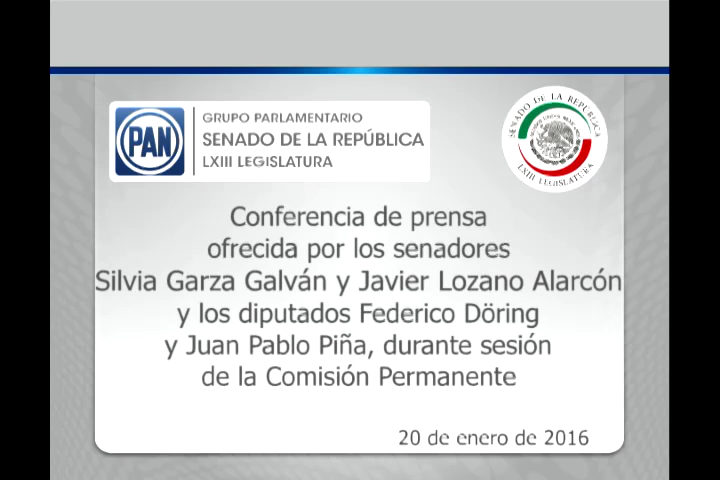 PAN
GRUPO PARLAMENTARIO
SENADO DE LA REPÚBLICA
LXIII LEGISLATURA
SENADO DE LA REPÚBLICA
LXIII LEGISLATURA
Conferencia de prensa
ofrecida por los senadores
Silvia Garza Galván y Javier Lozano Alarcón
y los diputados Federico Döring
y Juan Pablo Piña, durante sesión
de la Comisión Permanente
20 de enero de 2016